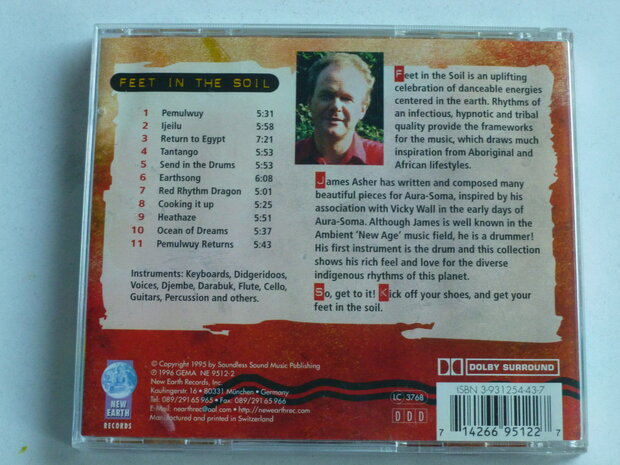 FEET IN THE SOIL
1 Pemulwuy 5:31
2 Ijeilu 5:58
3 Return to Egypt 7:21
4 Tantango 5:53
5 Send in the Drums 5:53
6 Earthsong 6:08
7 Red Rhythm Dragon 5:01
8 Cooking it up 5:25
9 Heathaze 5:51
10 Ocean of Dreams 5:37
11 Pemulwuy Returns 5:43
Instruments: Keyboards, Didgeridoos,
Voices, Djembe, Darabuk, Flute, Cello,
Guitars, Percussion and others.
Feet in the Soil is an uplifting
celebration of danceable energies
centered in the earth. Rhythms of
an infectious, hypnotic and tribal
quality provide the frameworks
for the music, which draws much
inspiration from Aboriginal and
African lifestyles.
James Asher has written and composed many
beautiful pieces for Aura-Soma, inspired by his
association with Vicky Wall in the early days of
Aura-Soma. Although James is well known in the
Ambient 'New Age' music field, he is a drummer!
His first instrument is the drum and this collection
shows his rich feel and love for the diverse
indigenous rhythms of this planet.
So, get to it! Kick off your shoes, and get your
feet in the soil.
NEW
EARTH
RECORDS
© Copyright 1995 by Soundless Sound Music Publishing
℗ 1996 GEMA NE 9512-2
New Earth Records, Inc.
Kaufingerstr. 16 • 80331 München • Germany
Tel: 089/291 65 965 • Fax: 089/291 65 966
E-Mail: nearthrec@aol.com • http://newearthrec.com
Manufactured and printed in Switzerland
DOLBY SURROUND
LC 3768
DDD
ISBN 3-931254-43-7
7 14266 95122 7